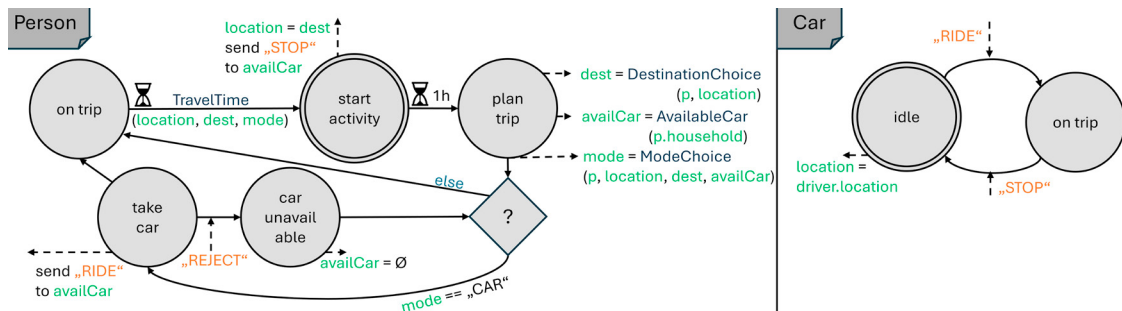 Person
location = dest
send „STOP“
to availCar
on trip
TravelTime
(location, dest, mode)
start
activity
1h
plan
trip
dest = DestinationChoice
(p, location)
availCar = AvailableCar
(p.household)
mode = ModeChoice
(p, location, dest, availCar)
else
take
car
„REJECT“
car
unavail
able
?
send „RIDE“
to availCar
availCar = Ø
mode == „CAR“
Car
„RIDE“
idle
on trip
location =
driver.location
„STOP“